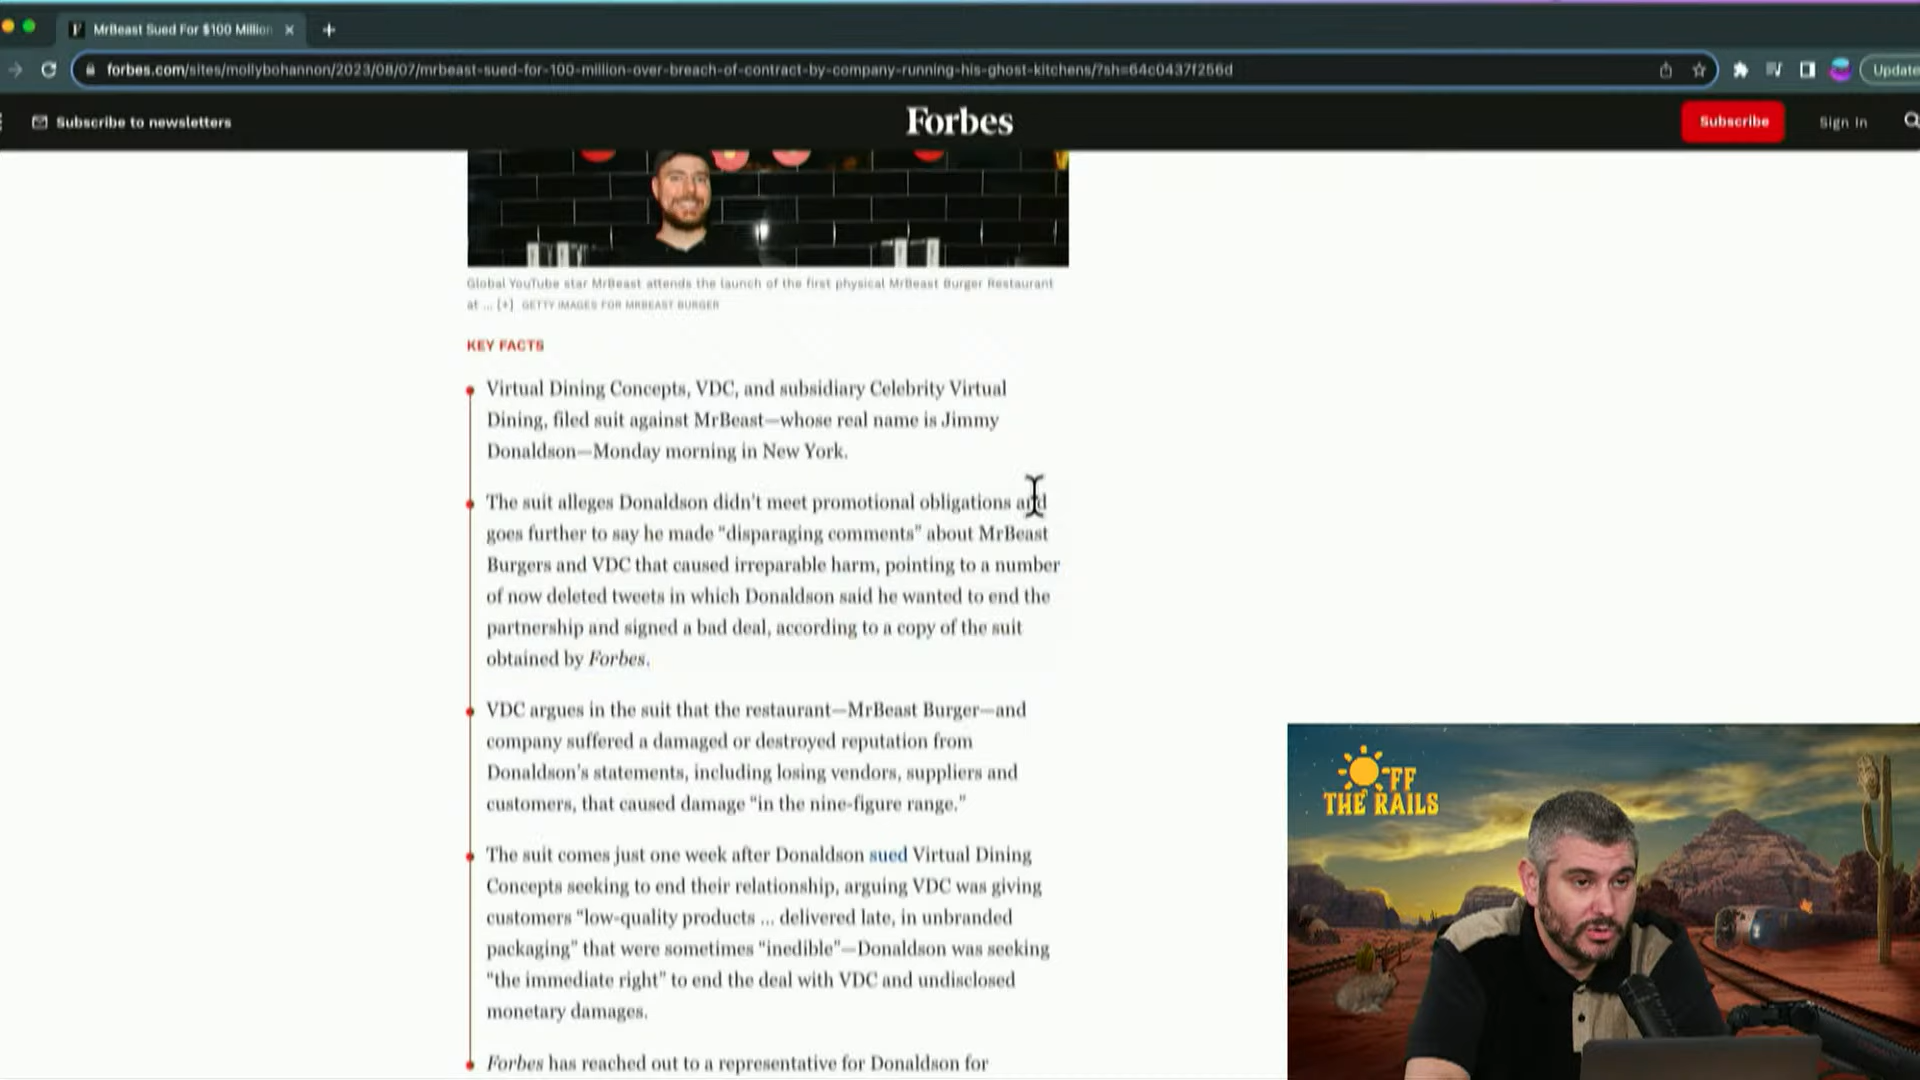 MrBeast Sued For $100 Million
forbes.com/sites/mollybohannon/2023/08/07/mrbeast-sued-for-100-million-over-breach-of-contract-by-company-running-his-ghost-kitchens/?sh=64c0437f256d
Update
Subscribe to newsletters
Forbes
Subscribe
Sign In
Global YouTube star MrBeast attends the launch of the first physical MrBeast Burger Restaurant
at ... [+] GETTY IMAGES FOR MRBEAST BURGER
KEY FACTS
Virtual Dining Concepts, VDC, and subsidiary Celebrity Virtual
Dining, filed suit against MrBeast—whose real name is Jimmy
Donaldson—Monday morning in New York.
The suit alleges Donaldson didn't meet promotional obligations and
goes further to say he made “disparaging comments” about MrBeast
Burgers and VDC that caused irreparable harm, pointing to a number
of now deleted tweets in which Donaldson said he wanted to end the
partnership and signed a bad deal, according to a copy of the suit
obtained by Forbes.
VDC argues in the suit that the restaurant—MrBeast Burger—and
company suffered a damaged or destroyed reputation from
Donaldson's statements, including losing vendors, suppliers and
customers, that caused damage “in the nine-figure range.”
The suit comes just one week after Donaldson sued Virtual Dining
Concepts seeking to end their relationship, arguing VDC was giving
customers “low-quality products ... delivered late, in unbranded
packaging” that were sometimes “inedible”—Donaldson was seeking
“the immediate right” to end the deal with VDC and undisclosed
monetary damages.
Forbes has reached out to a representative for Donaldson for
OFF
THE RAILS